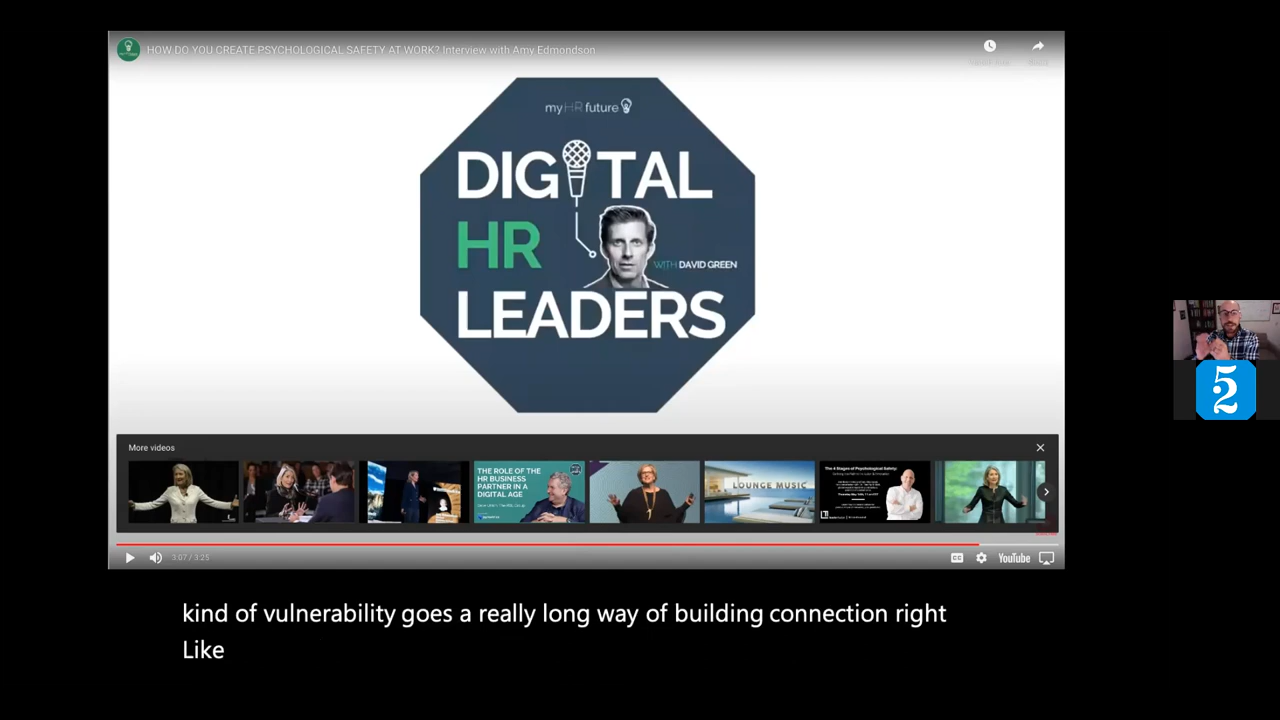 HOW DO YOU CREATE PSYCHOLOGICAL SAFETY AT WORK? Interview with Amy Edmondson
myHRfuture
DIGITAL
HR
WITH DAVID GREEN
LEADERS
More videos
THE ROLE OF THE
HR BUSINESS
PARTNER IN A
DIGITAL AGE
LOUNGE MUSIC
The 4 Stages of Psychological Safety:
3:07 / 3:25
CC
YouTube
52
kind of vulnerability goes a really long way of building connection right
Like